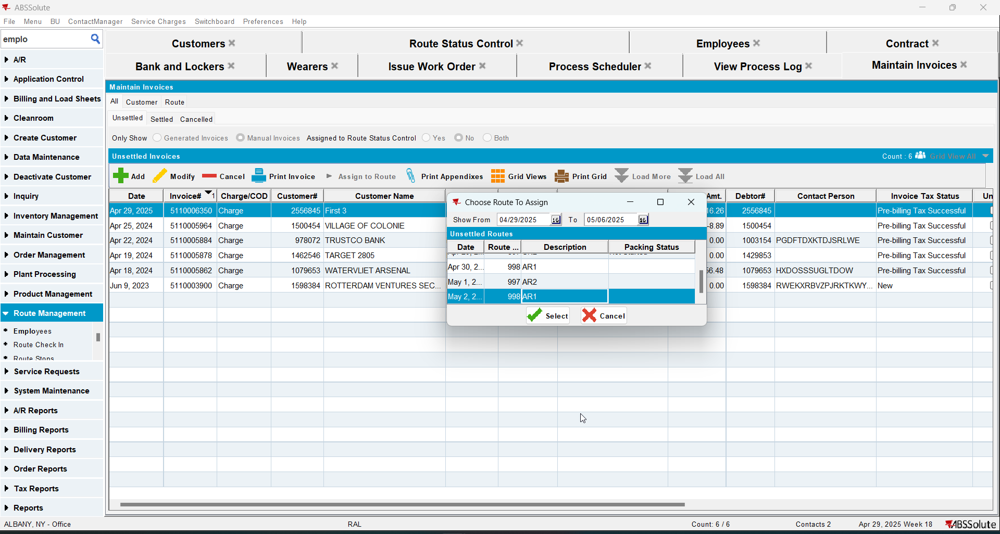 ABSSolute
File Menu BU ContactManager Service Charges Switchboard Preferences Help
emplo
Customers
Route Status Control
Employees
Contract
Bank and Lockers
Wearers
Issue Work Order
Process Scheduler
View Process Log
Maintain Invoices
A/R
Application Control
Billing and Load Sheets
Cleanroom
Create Customer
Data Maintenance
Deactivate Customer
Inquiry
Inventory Management
Maintain Customer
Order Management
Plant Processing
Product Management
Route Management
Employees
Route Check In
Route Stops
Service Requests
System Maintenance
A/R Reports
Billing Reports
Delivery Reports
Order Reports
Tax Reports
Reports
Maintain Invoices
All Customer Route
Unsettled Settled Cancelled
Only Show Generated Invoices Manual Invoices Assigned to Route Status Control Yes No Both
Unsettled Invoices Count : 6 Grid View All
Add Modify Cancel Print Invoice Assign to Route Print Appendixes Grid Views Print Grid Load More Load All
Date Invoice# 1 Charge/COD Customer# Customer Name Amt. Debtor# Contact Person Invoice Tax Status Un
Apr 29, 2025 5110006350 Charge 2556845 First 3 16.26 2556845 Pre-billing Tax Successful
Apr 25, 2024 5110005964 Charge 1500454 VILLAGE OF COLONIE -8.89 1500454 Pre-billing Tax Successful
Apr 22, 2024 5110005884 Charge 978072 TRUSTCO BANK 0.00 1003154 PGDFTDXKTDJSRLWE Pre-billing Tax Successful
Apr 19, 2024 5110005878 Charge 1462546 TARGET 2805 0.00 1429853 Pre-billing Tax Successful
Apr 18, 2024 5110005862 Charge 1079653 WATERVLIET ARSENAL 56.48 1079653 HXDOSSSUGLTDOW Pre-billing Tax Successful
Jun 9, 2023 5110003900 Charge 1598384 ROTTERDAM VENTURES SEC... 0.00 1598384 RWEKXRBVZPJRKTKWY... New
Choose Route To Assign
Show From 04/29/2025 16 To 05/06/2025 16
Unsettled Routes
Date Route ... Description Packing Status
Apr 30, 2... 998 AR1
May 1, 2... 997 AR2
May 2, 2... 998 AR1
Select Cancel
ALBANY, NY - Office RAL Count: 6 / 6 Contacts 2 Apr 29, 2025 Week 18 ABSSolute